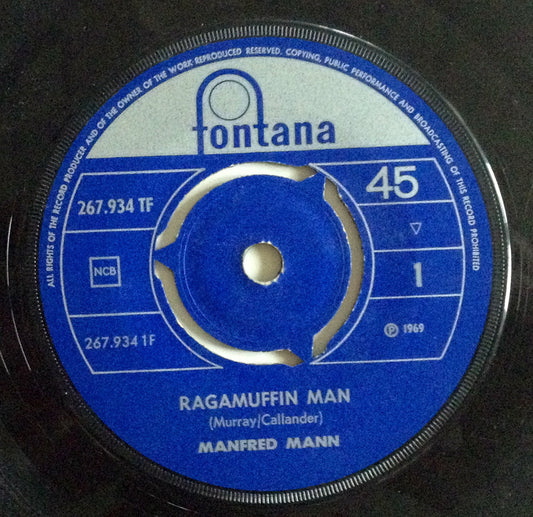 ALL RIGHTS OF THE RECORD PRODUCER AND OF THE OWNER OF THE WORK REPRODUCED RESERVED. COPYING, PUBLIC PERFORMANCE AND BROADCASTING OF THIS RECORD PROHIBITED
fontana
267.934 TF
45
NCB
1
267.934 1F
℗ 1969
RAGAMUFFIN MAN
(Murray/Callander)
MANFRED MANN